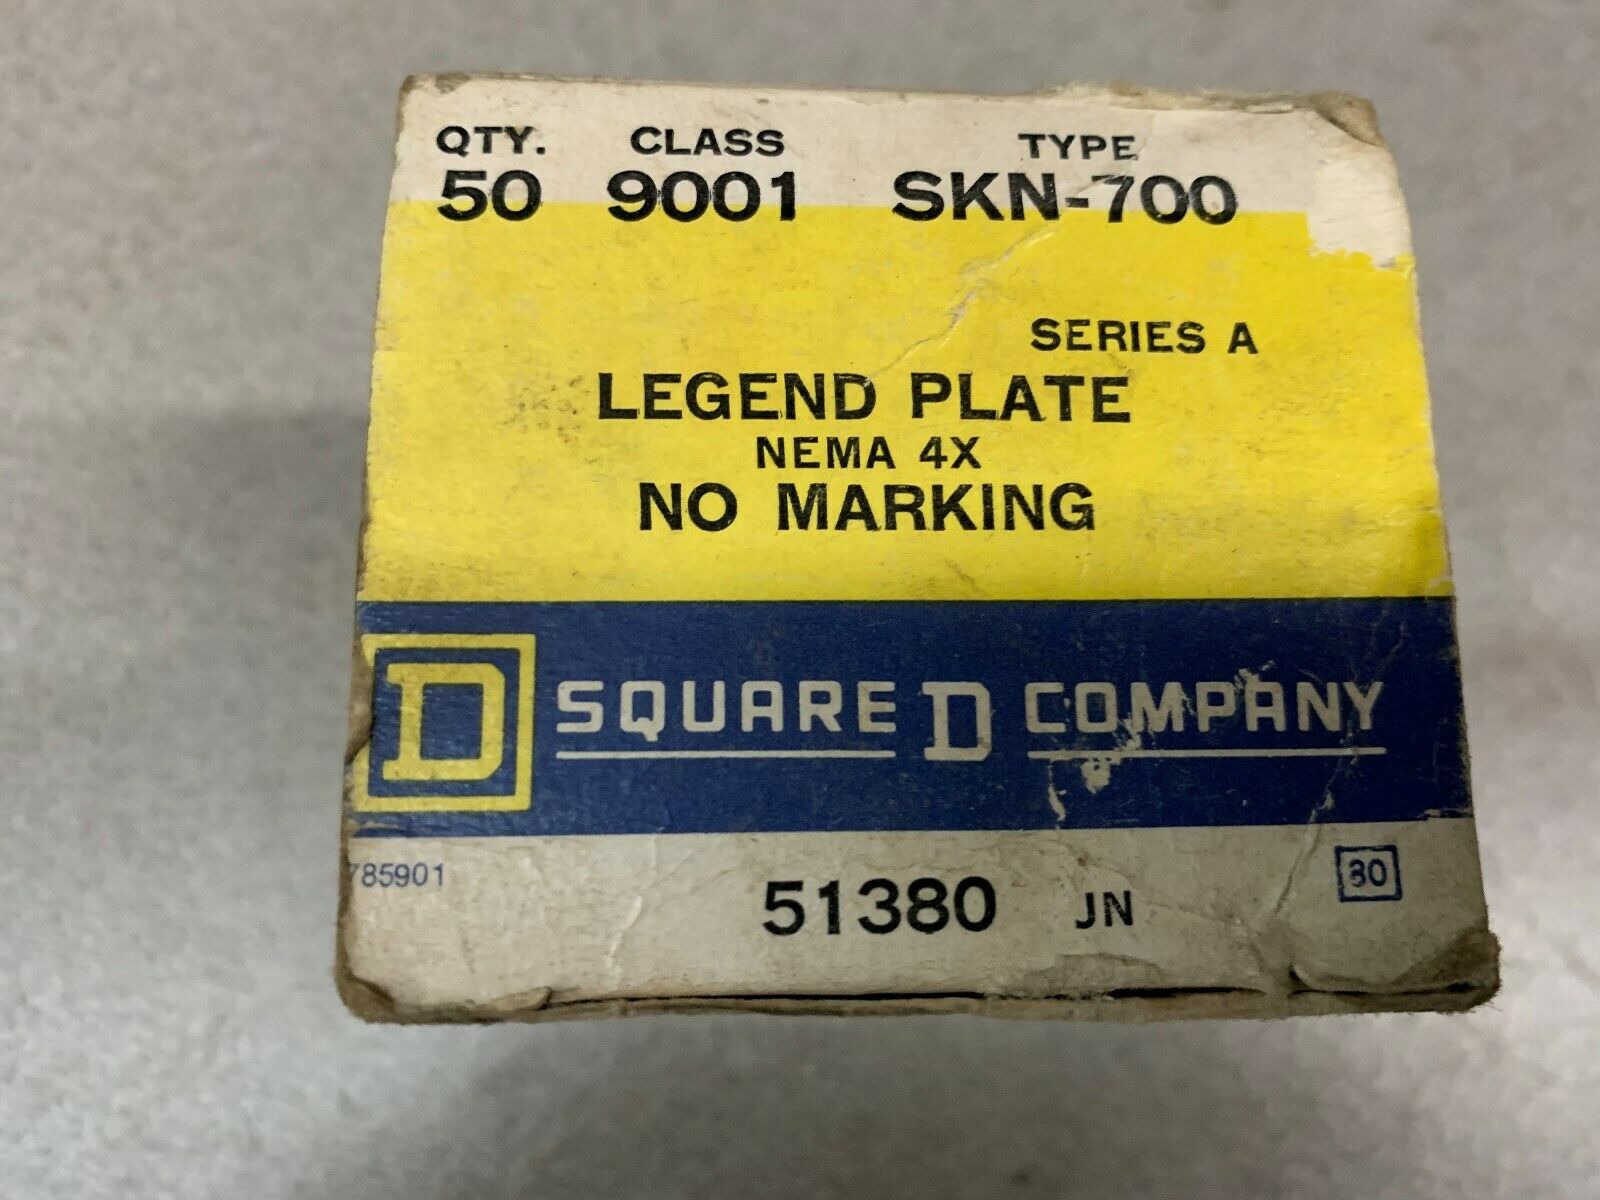 QTY. CLASS TYPE
50 9001 SKN-700
SERIES A
LEGEND PLATE
NEMA 4X
NO MARKING
D SQUARE D COMPANY
785901
51380 JN
80